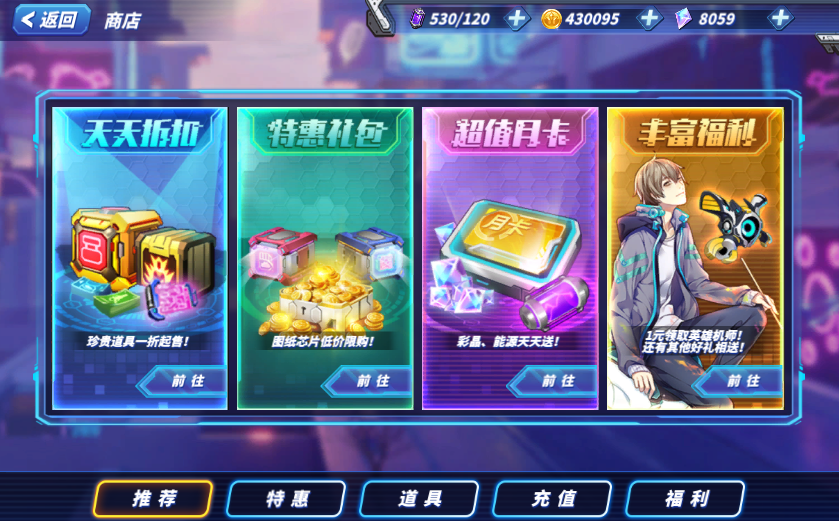 返回
商店
530/120
430095
8059
天天拆扣
特惠礼包
超值月卡
丰富福利
月卡
珍贵道具一折起售!
图纸芯片低价限购!
彩晶、能源天天送!
1元领取英雄机师!
还有其他好礼相送!
前往
前往
前往
前往
推荐
特惠
道具
充值
福利